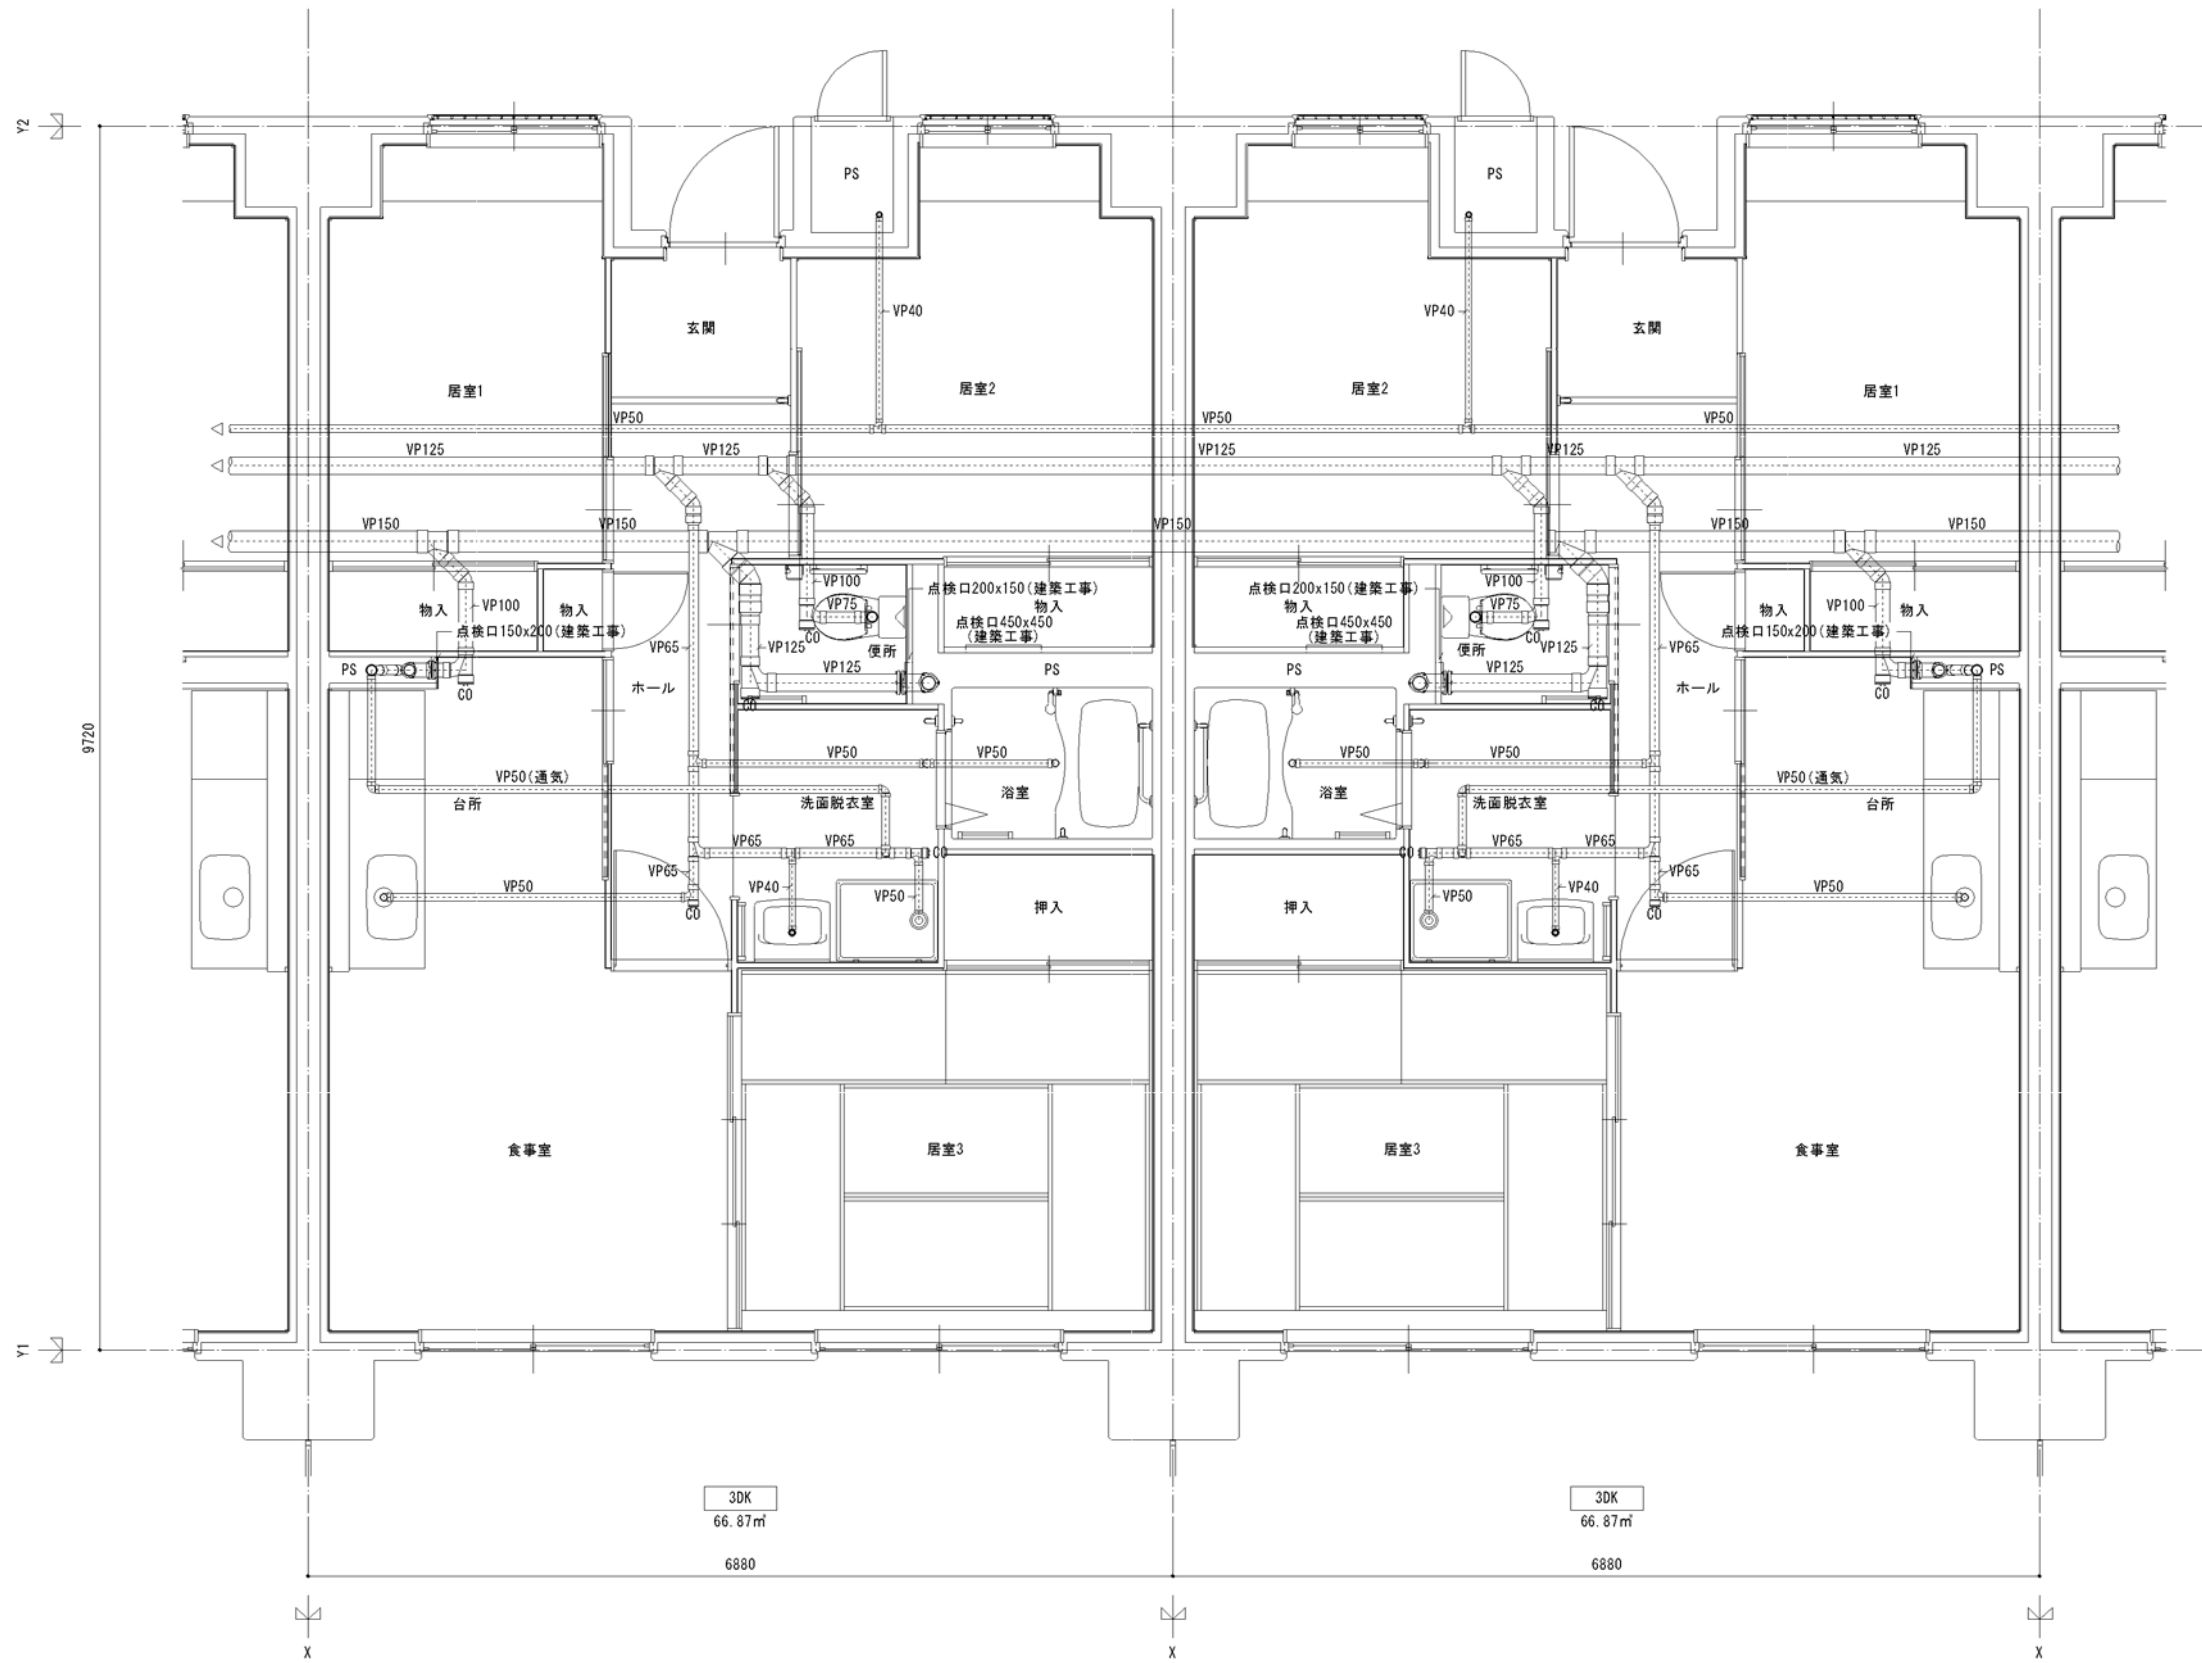 Y2
PS
PS
VP40
VP40
玄関
玄関
居室1
居室2
居室2
居室1
VP50
VP50
VP50
VP125
VP125
VP125
VP125
VP125
VP150
VP150
VP150
VP150
VP150
VP100
点検口200x150(建築工事)
点検口200x150(建築工事)
VP100
物入
VP100
物入
VP75
物入
物入
VP75
物入
VP100
物入
点検口450x450
(建築工事)
点検口450x450
(建築工事)
点検口150x200(建築工事)
CO
CO
点検口150x200(建築工事)
VP65
VP125
便所
便所
VP125
VP65
PS
VP125
PS
PS
VP125
PS
CO
ホール
ホール
CO
CO
CO
9720
VP50
VP50
VP50
VP50
VP50(通気)
VP50(通気)
台所
洗面脱衣室
浴室
浴室
洗面脱衣室
台所
VP65
VP65
VP65
VP65
CO
CO
VP65
VP65
VP50
VP40
VP50
VP50
VP40
VP50
CO
押入
押入
CO
食事室
居室3
居室3
食事室
Y1
3DK
3DK
66.87㎡
66.87㎡
6880
6880
X
X
X